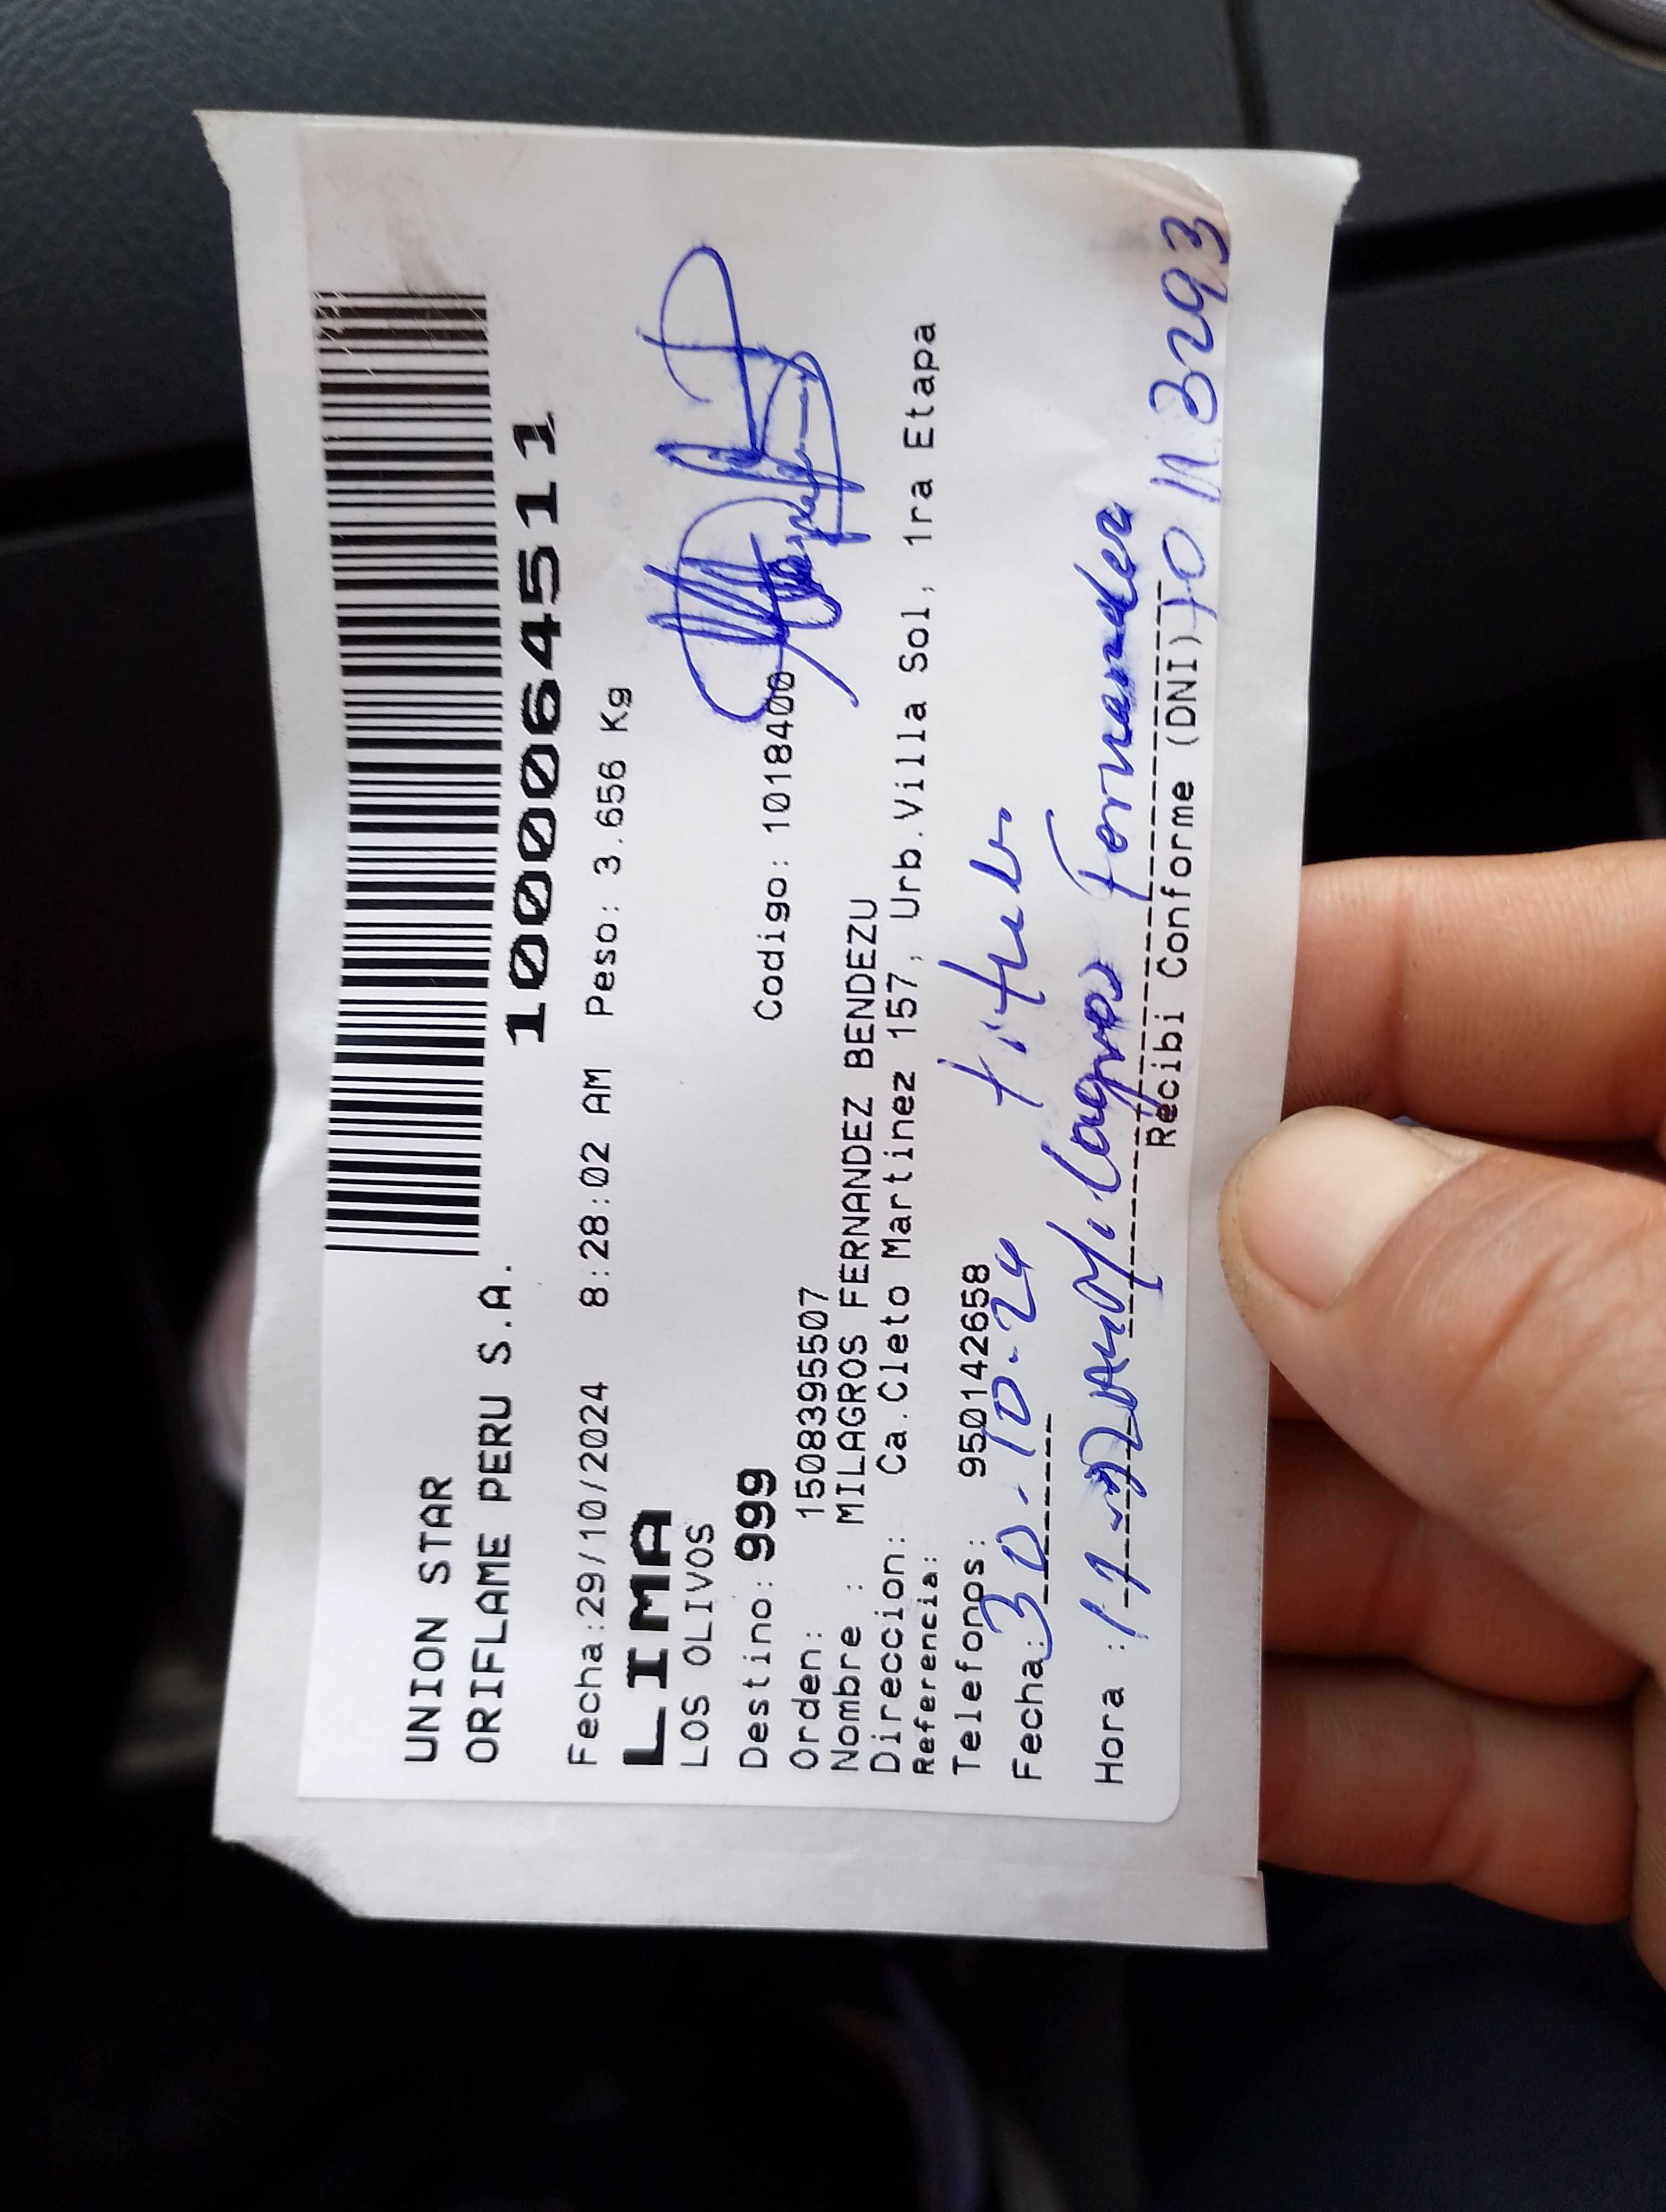 UNION STAR
ORIFLAME PERU S.A.
1000064511
Fecha:29/10/2024 8:28:02 AM Peso: 3.656 Kg
LIMA
LOS OLIVOS
Destino: 999 Codigo: 1018400
Orden: 1508395507
Nombre : MILAGROS FERNANDEZ BENDEZU
Direccion: Ca.Cleto Martinez 157, Urb.Villa Sol, 1ra Etapa
Referencia:
Telefonos: 950142658
Fecha: 30.10.24 titular
Hora : Milagros Fernandez
Recibi Conforme (DNI)